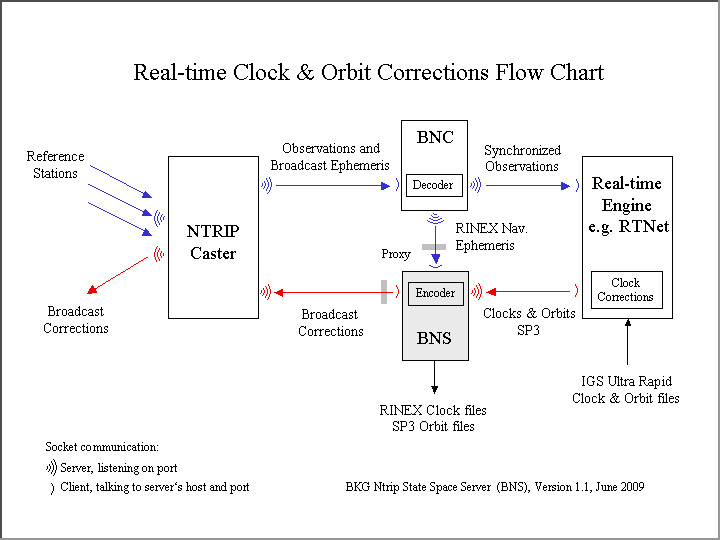 Real-time Clock & Orbit Corrections Flow Chart
Reference
Stations
NTRIP
Caster
Observations and
Broadcast Ephemeris
BNC
Decoder
Synchronized
Observations
Real-time
Engine
e.g. RTNet
RINEX Nav.
Ephemeris
Proxy
Clock
Corrections
Encoder
BNS
Clocks & Orbits
SP3
Broadcast
Corrections
Broadcast
Corrections
IGS Ultra Rapid
Clock & Orbit files
RINEX Clock files
SP3 Orbit files
Socket communication:
Server, listening on port
Client, talking to server‘s host and port
BKG Ntrip State Space Server (BNS), Version 1.1, June 2009